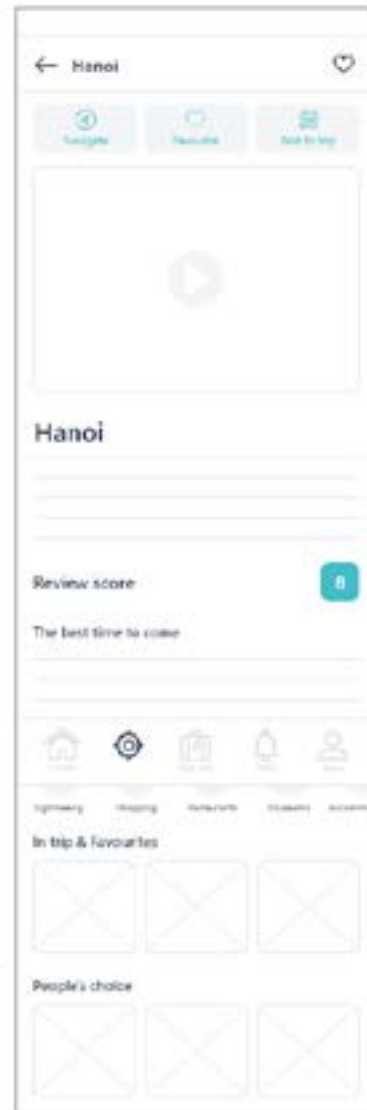 Hanoi
Navigate Favourite Add to trip
Hanoi
Review score 8
The best time to come
Sightseeing Shopping Restaurants Museums
In trip & Favourites
People's choice